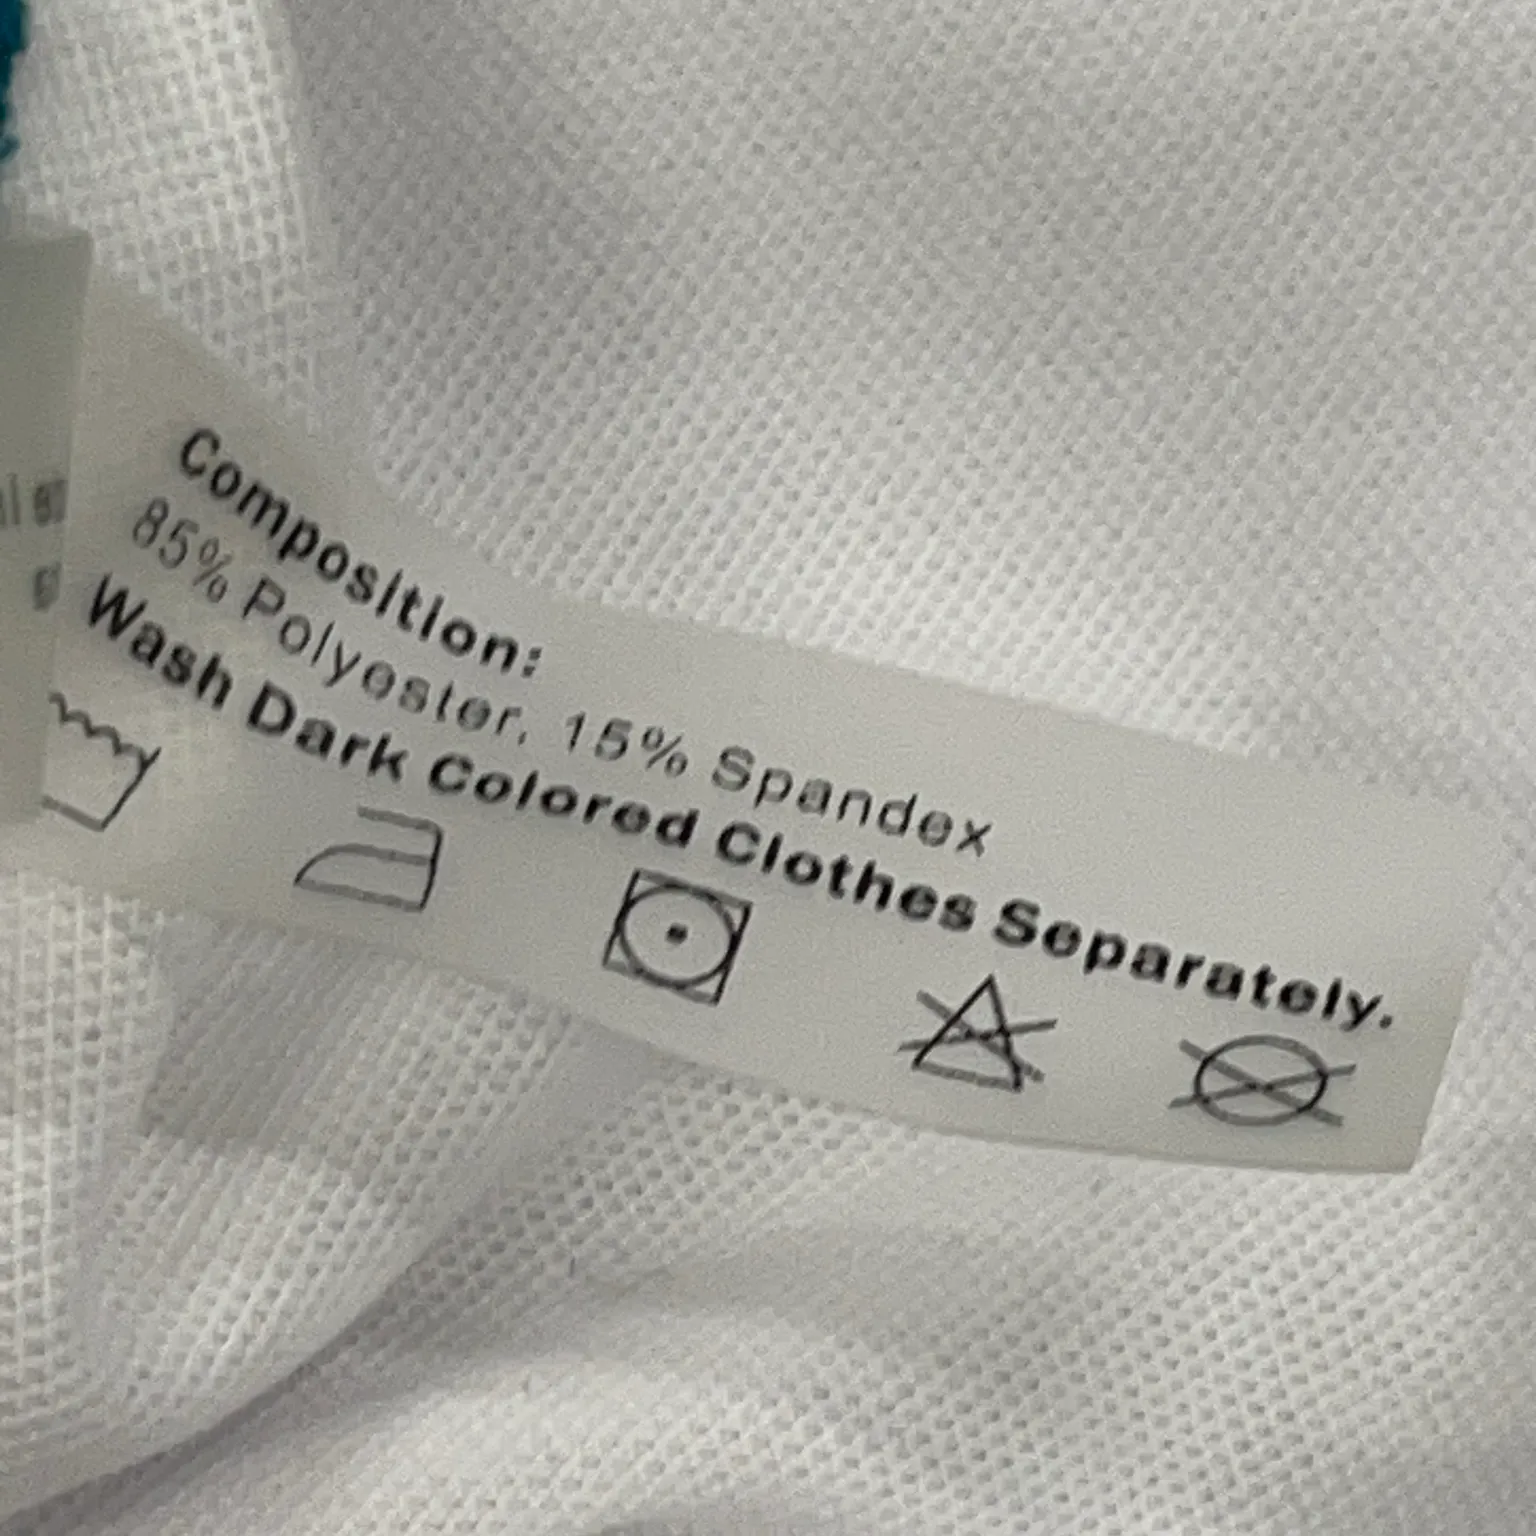 Composition:
85% Polyester, 15% Spandex
Wash Dark Colored Clothes Separately.